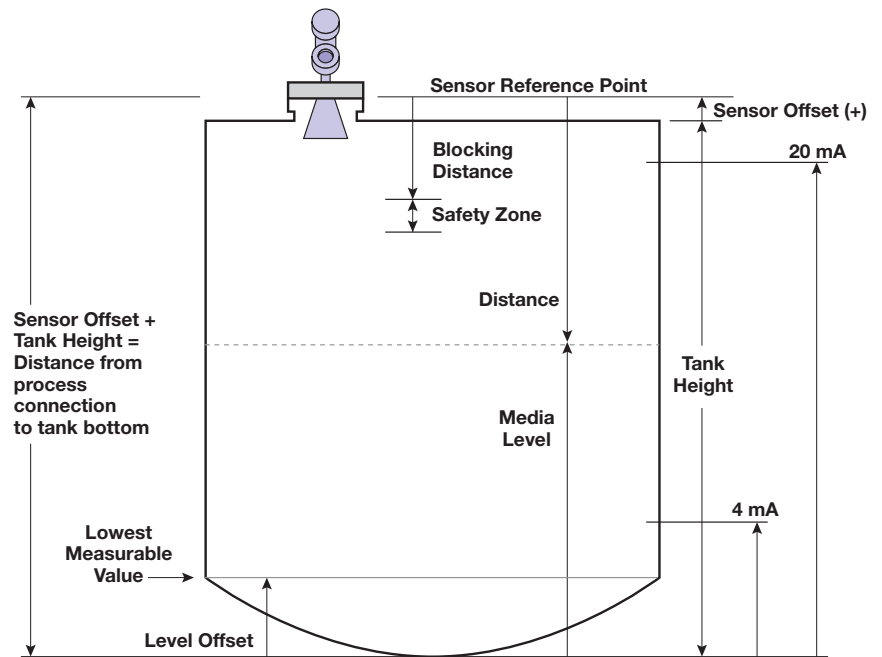 Sensor Reference Point
Sensor Offset (+)
20 mA
Blocking
Distance
Safety Zone
Distance
Sensor Offset +
Tank Height =
Distance from
process
connection
to tank bottom
Tank
Height
Media
Level
4 mA
Lowest
Measurable
Value
Level Offset